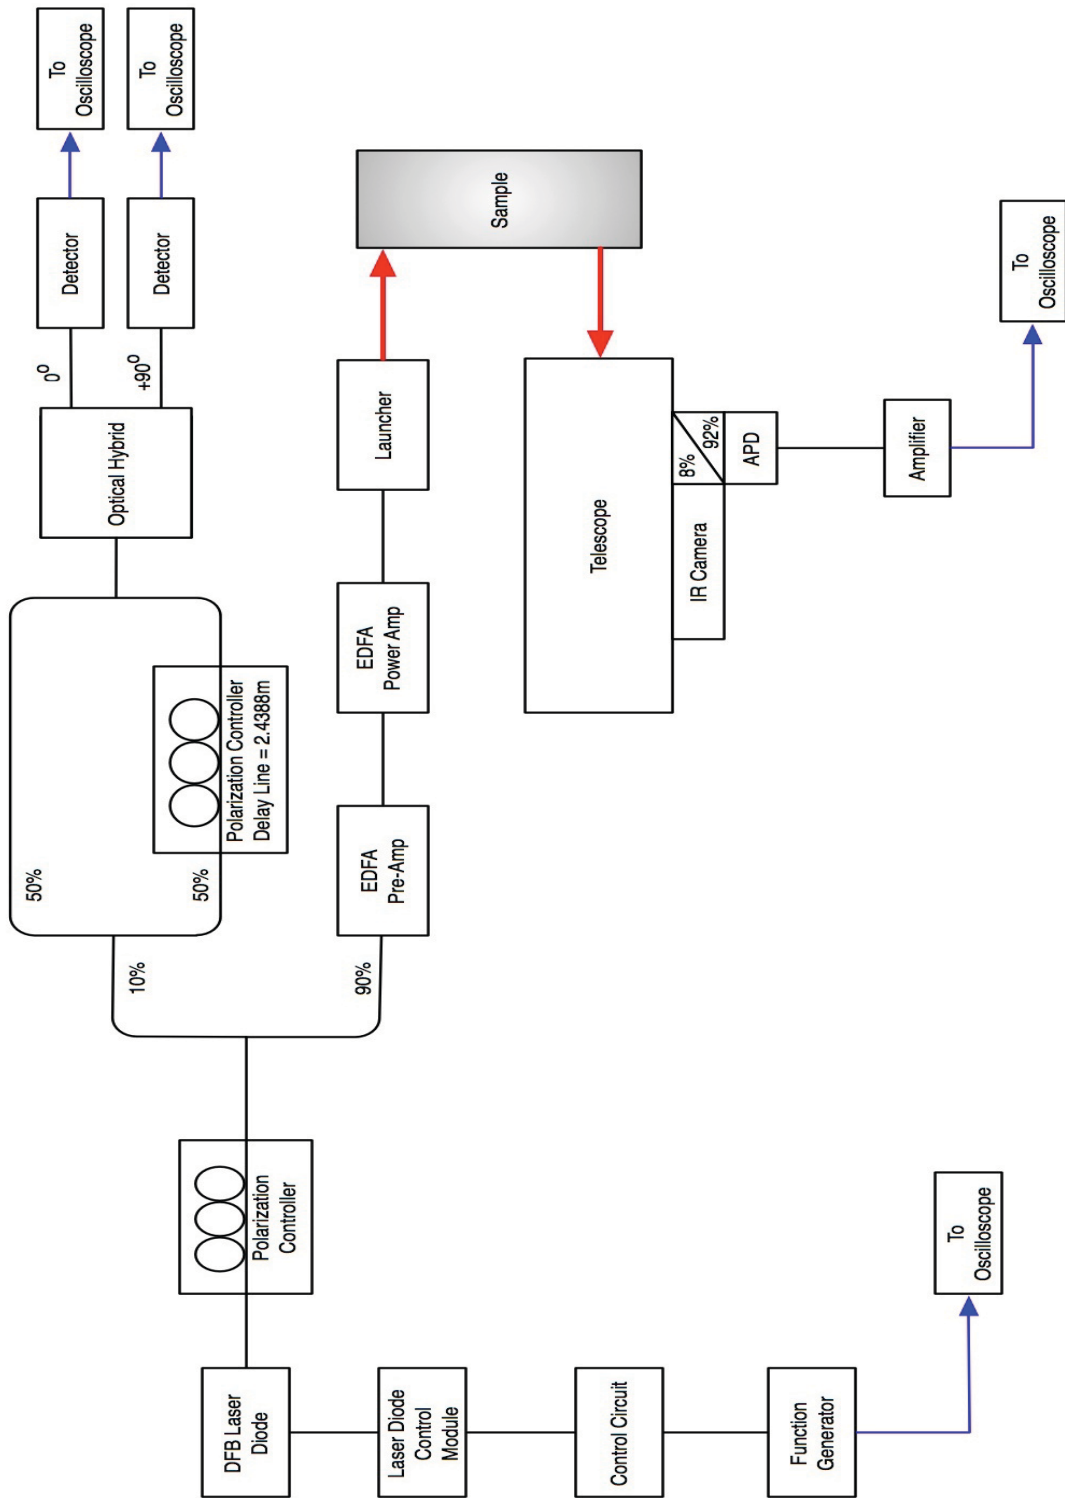 DFB Laser
Diode
Laser Diode
Control
Module
Control Circuit
Function
Generator
To
Oscilloscope
Polarization
Controller
10%
90%
50%
50%
Polarization Controller
Delay Line = 2.4388m
Optical Hybrid
0⁰
+90⁰
Detector
Detector
To
Oscilloscope
To
Oscilloscope
EDFA
Pre-Amp
EDFA
Power Amp
Launcher
Sample
Telescope
IR Camera
8%
92%
APD
Amplifier
To
Oscilloscope